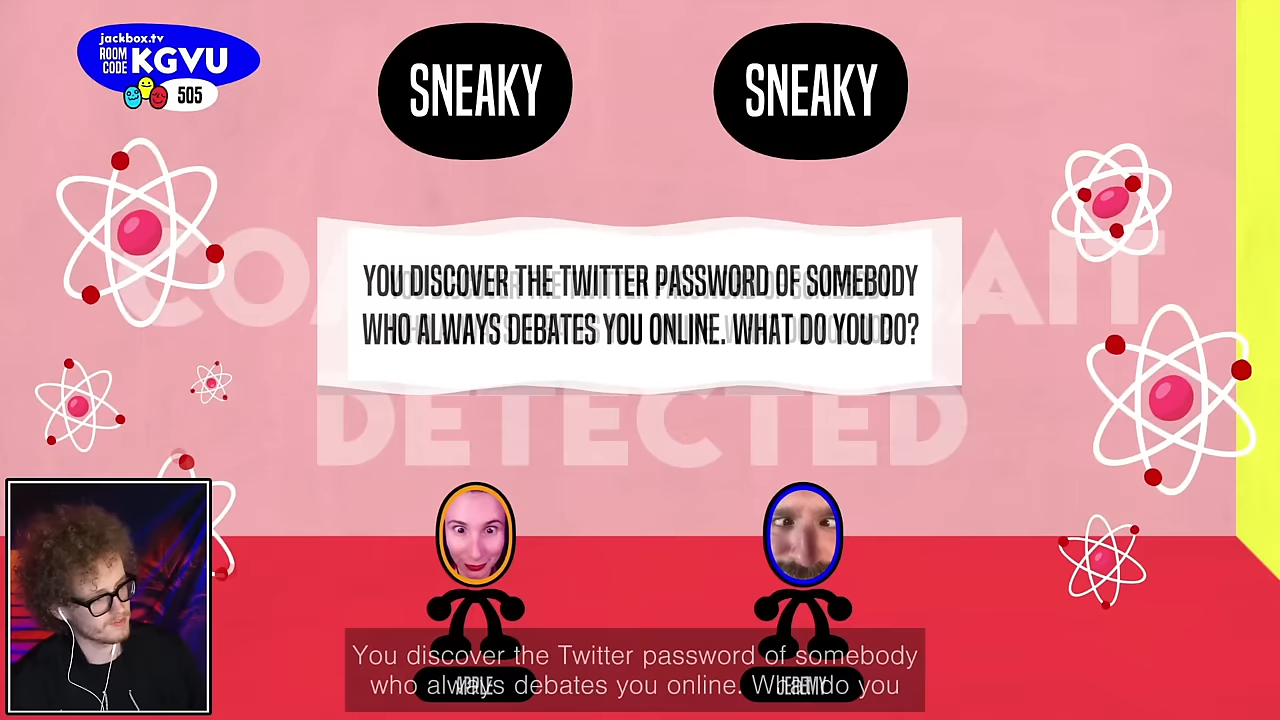 jackbox.tv
ROOM CODE KGVU
505
SNEAKY
SNEAKY
YOU DISCOVER THE TWITTER PASSWORD OF SOMEBODY
WHO ALWAYS DEBATES YOU ONLINE. WHAT DO YOU DO?
DETECTED
You discover the Twitter password of somebody
who always debates you online. What do you
JEREMY